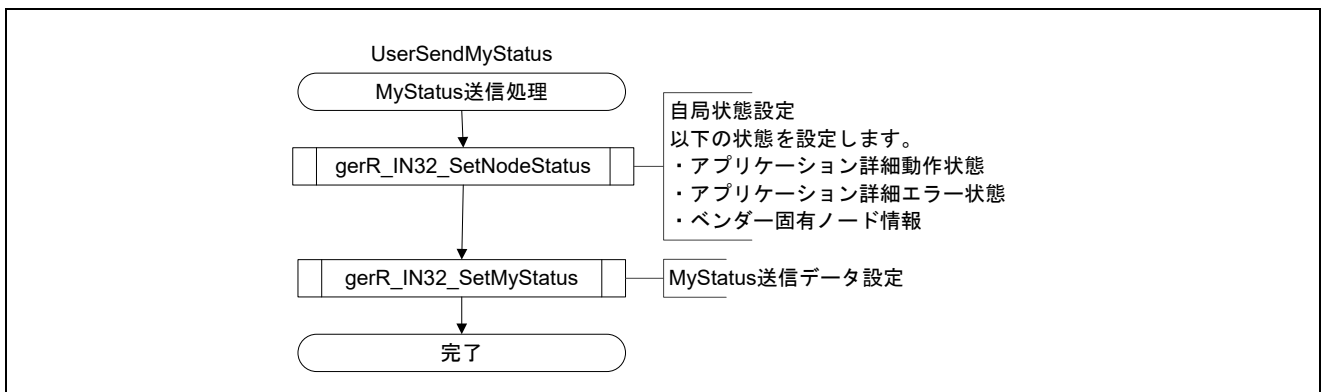 UserSendMyStatus
MyStatus送信処理
自局状態設定
以下の状態を設定します。
・アプリケーション詳細動作状態
・アプリケーション詳細エラー状態
・ベンダー固有ノード情報
gerR_IN32_SetNodeStatus
gerR_IN32_SetMyStatus
MyStatus送信データ設定
完了